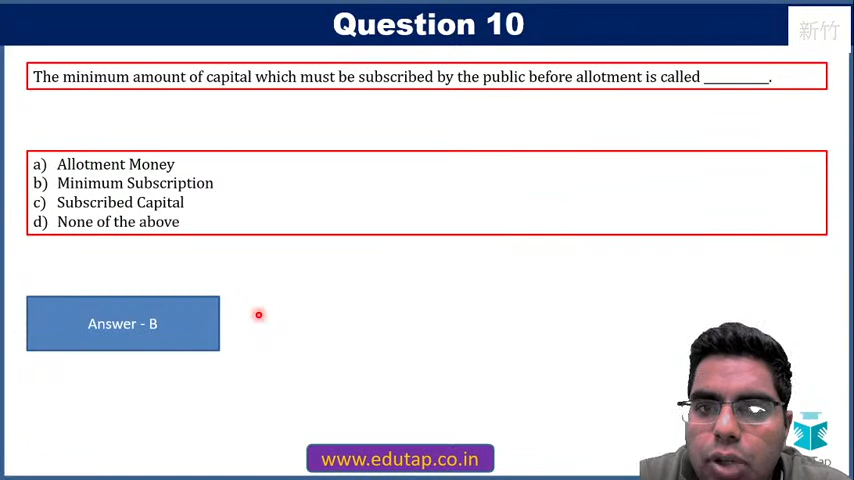 Question 10
新竹
The minimum amount of capital which must be subscribed by the public before allotment is called __________.
a) Allotment Money
b) Minimum Subscription
c) Subscribed Capital
d) None of the above
Answer - B
www.edutap.co.in